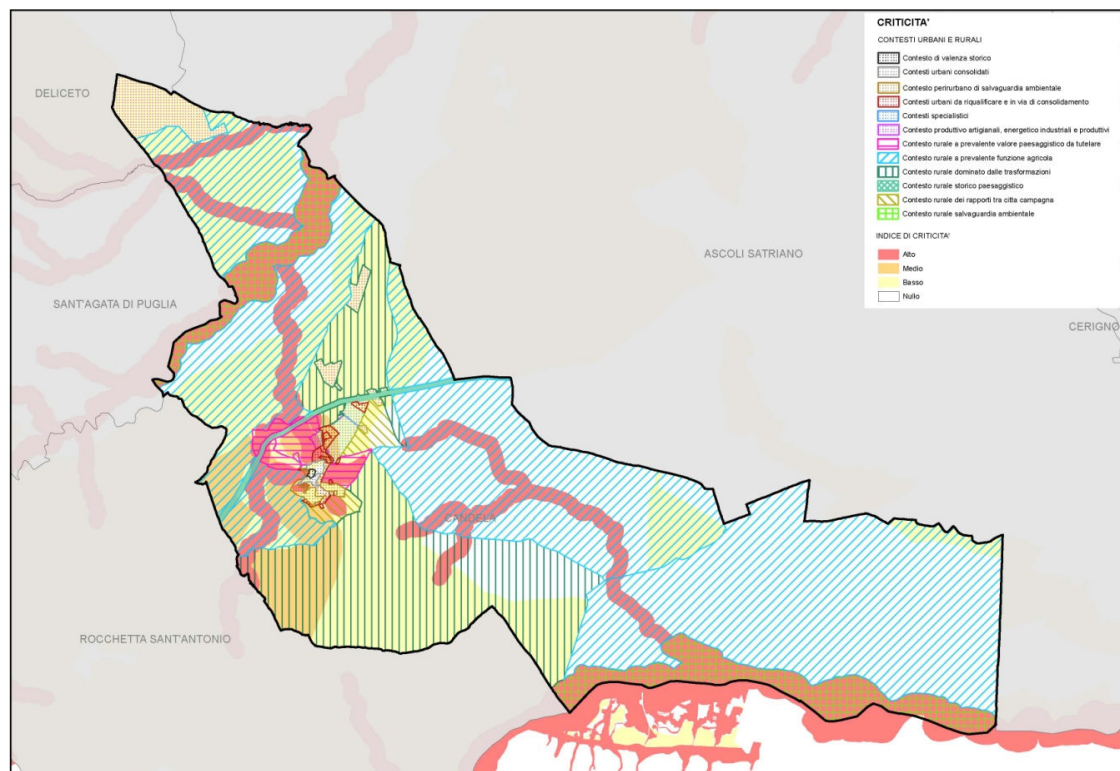 CRITICITA'
CONTESTI URBANI E RURALI
Contesto di valenza storico
Contesti urbani consolidati
Contesto perirurbano di salvaguardia ambientale
Contesti urbani da riqualificare e in via di consolidamento
Contesti specialistici
Contesto produttivo artigianali, energetico industriali e produttivi
Contesto rurale a prevalente valore paesaggistico da tutelare
Contesto rurale a prevalente funzione agricola
Contesto rurale dominato dalle trasformazioni
Contesto rurale storico paesaggistico
Contesto rurale dei rapporti tra citta campagna
Contesto rurale salvaguardia ambientale
INDICE DI CRITICITA'
Alto
Medio
Basso
Nullo
DELICETO
ASCOLI SATRIANO
SANT'AGATA DI PUGLIA
CERIGNO
CANDELA
ROCCHETTA SANT'ANTONIO